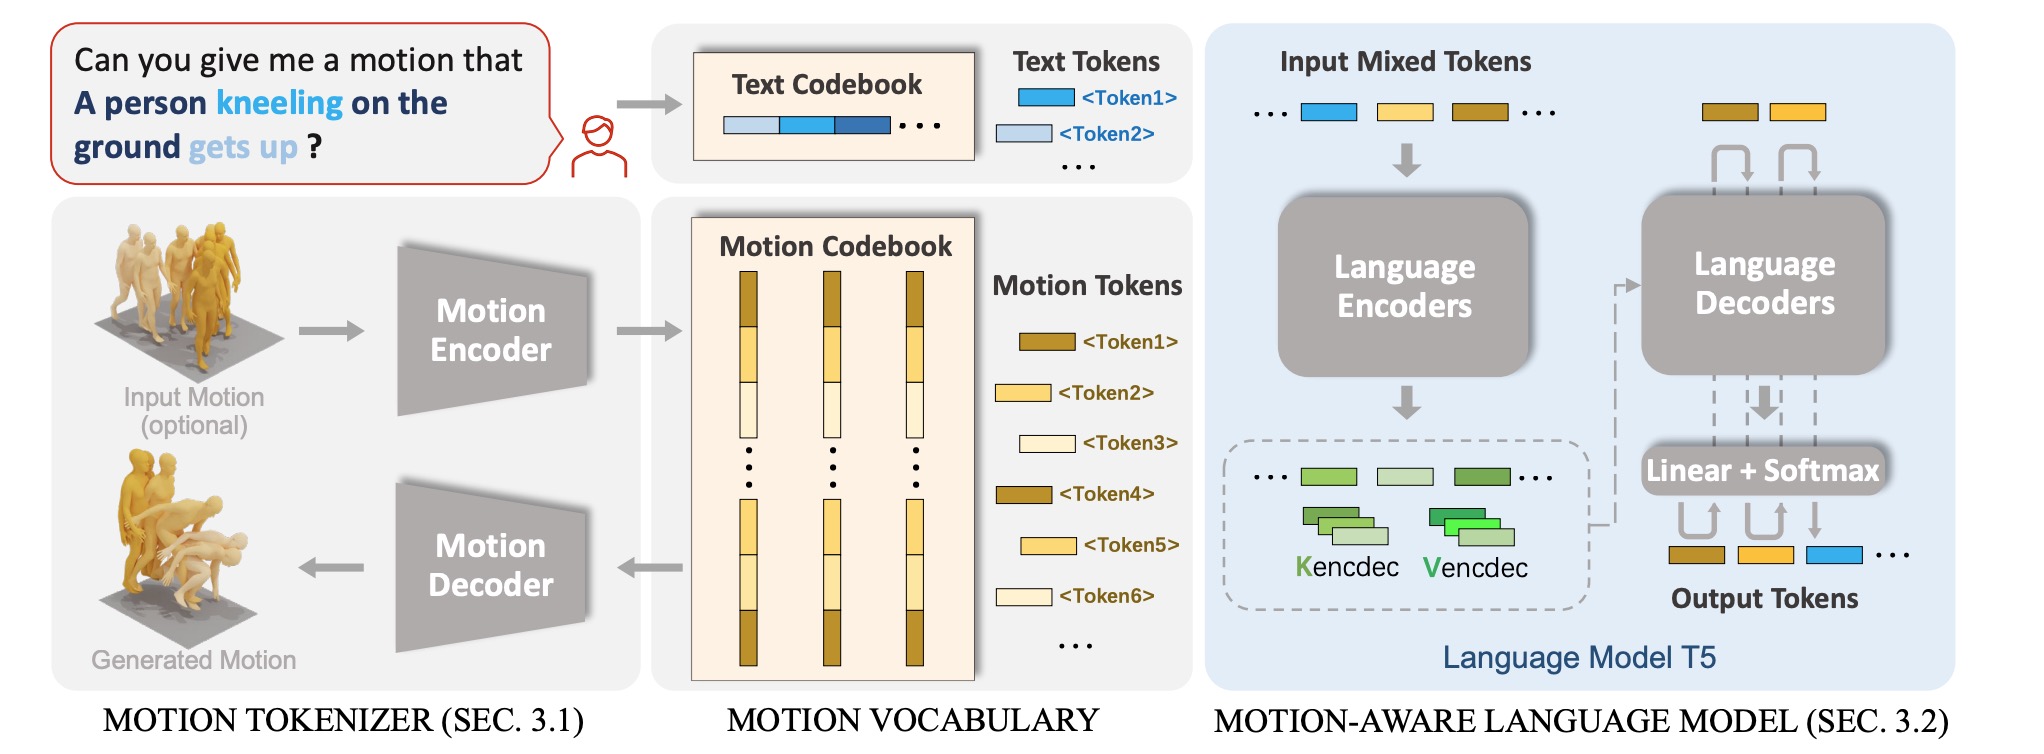 Can you give me a motion that
A person kneeling on the
ground gets up ?
Text Codebook
Text Tokens
<Token1>
<Token2>
Input Motion
(optional)
Motion
Encoder
Generated Motion
Motion
Decoder
Motion Codebook
Motion Tokens
<Token1>
<Token2>
<Token3>
<Token4>
<Token5>
<Token6>
Input Mixed Tokens
Language
Encoders
Kencdec
Vencdec
Language
Decoders
Linear + Softmax
Output Tokens
Language Model T5
MOTION TOKENIZER (SEC. 3.1)
MOTION VOCABULARY
MOTION-AWARE LANGUAGE MODEL (SEC. 3.2)